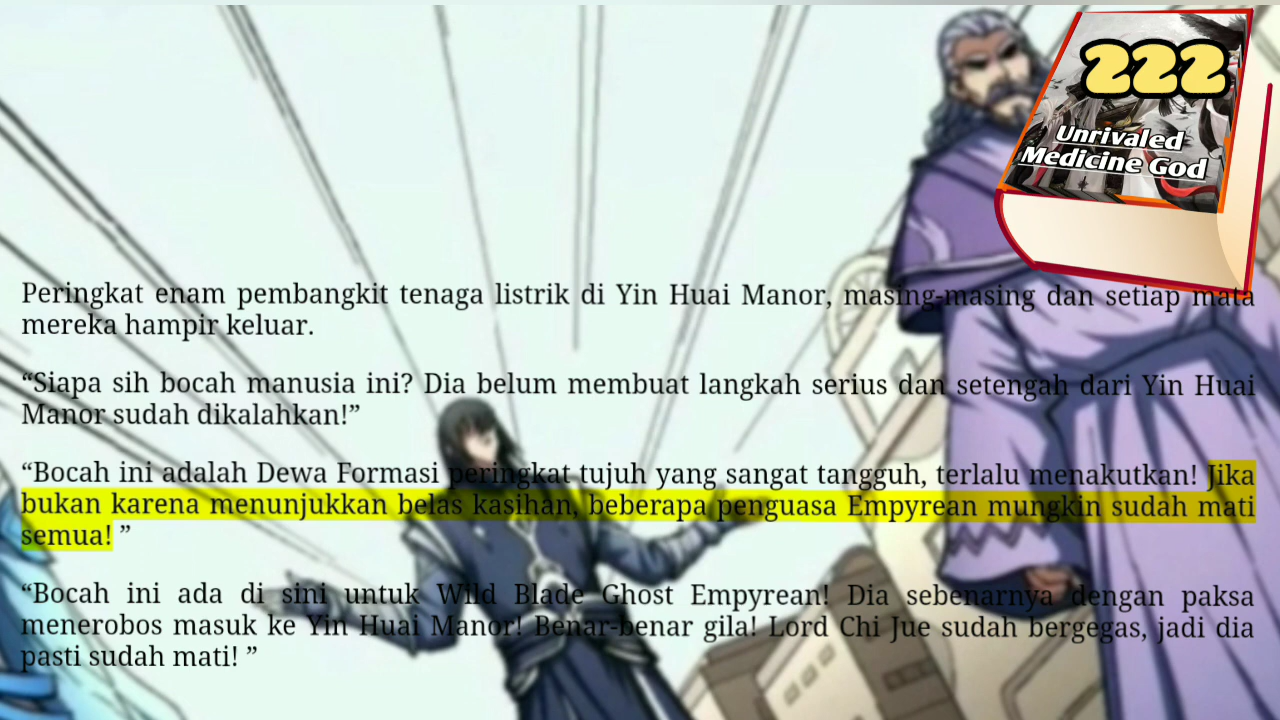 222
Unrivaled
Medicine God
Peringkat enam pembangkit tenaga listrik di Yin Huai Manor, masing-masing dan setiap mata
mereka hampir keluar.
“Siapa sih bocah manusia ini? Dia belum membuat langkah serius dan setengah dari Yin Huai
Manor sudah dikalahkan!”
“Bocah ini adalah Dewa Formasi peringkat tujuh yang sangat tangguh, terlalu menakutkan! Jika
bukan karena menunjukkan belas kasihan, beberapa penguasa Empyrean mungkin sudah mati
semua! ”
“Bocah ini ada di sini untuk Wild Blade Ghost Empyrean! Dia sebenarnya dengan paksa
menerobos masuk ke Yin Huai Manor! Benar-benar gila! Lord Chi Jue sudah bergegas, jadi dia
pasti sudah mati! ”